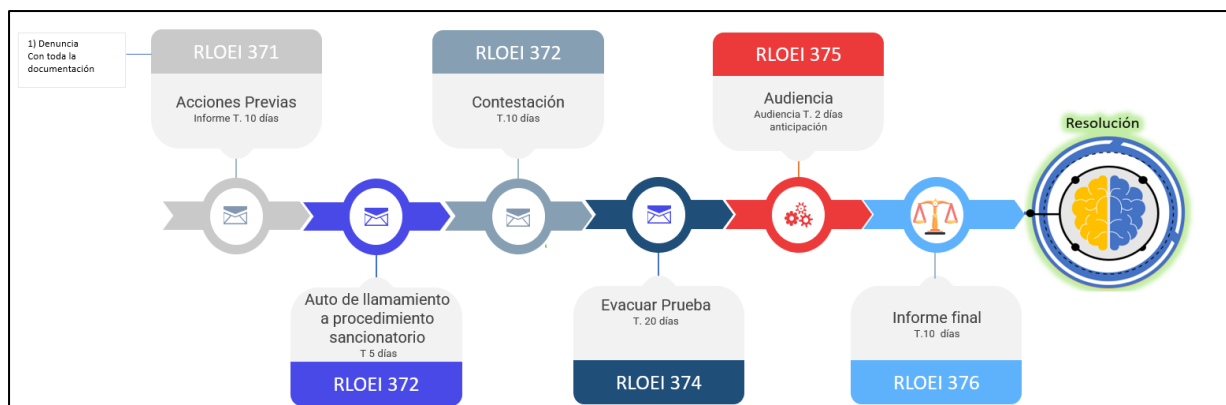 1) Denuncia
Con toda la
documentación
RLOEI 371
Acciones Previas
Informe T. 10 días
Auto de llamamiento
a procedimiento
sancionatorio
T 5 días
RLOEI 372
RLOEI 372
Contestación
T.10 días
Evacuar Prueba
T. 20 días
RLOEI 374
RLOEI 375
Audiencia
Audiencia T. 2 días
anticipación
Informe final
T.10 días
RLOEI 376
Resolución